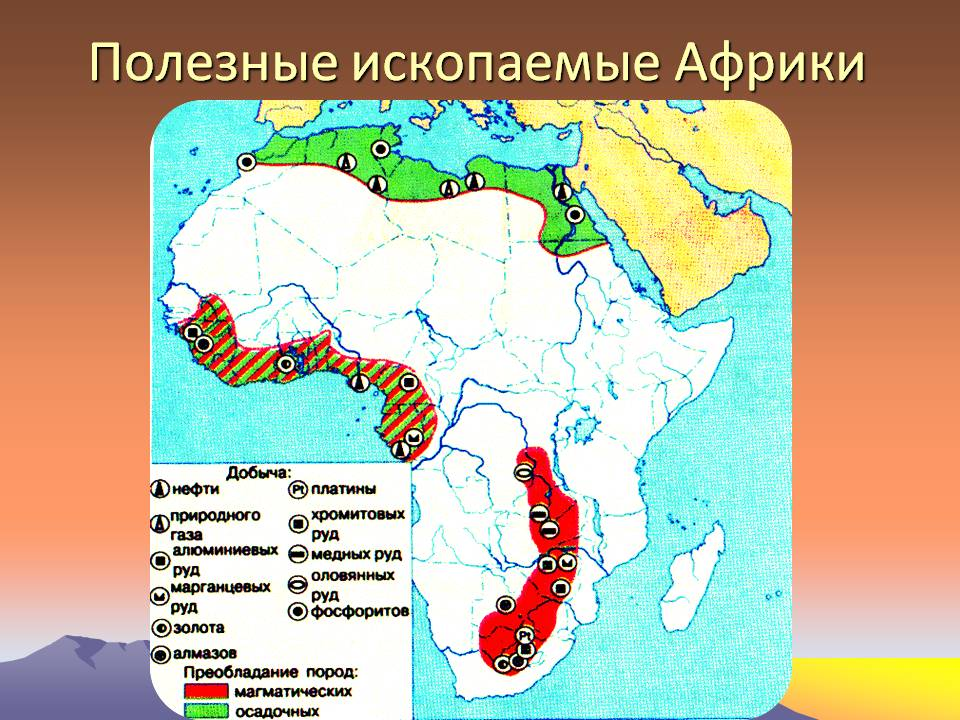 Полезные ископаемые Африки
Добыча:
нефти
природного
газа
алюминиевых
руд
марганцевых
руд
золота
алмазов
Pt платины
хромитовых
руд
медных руд
оловянных
руд
фосфоритов
Преобладание пород:
магматических
осадочных
Pt